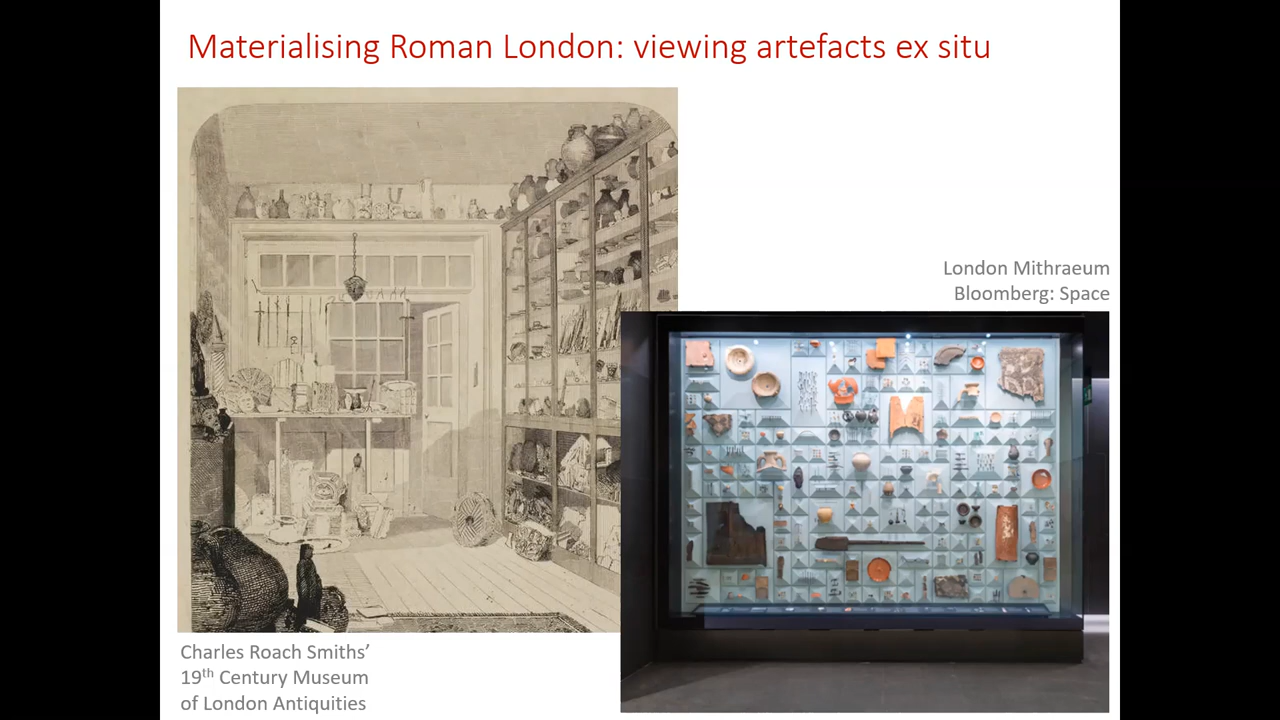 Materialising Roman London: viewing artefacts ex situ
London Mithraeum
Bloomberg: Space
Charles Roach Smiths’
19th Century Museum
of London Antiquities